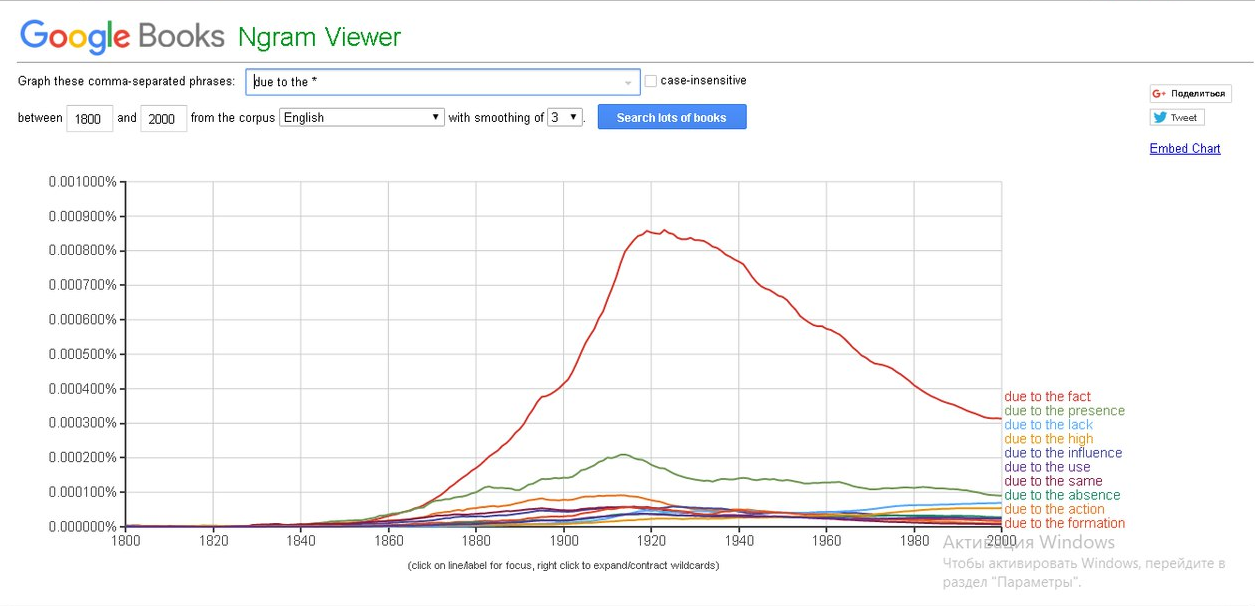 Google Books Ngram Viewer
Graph these comma-separated phrases: due to the * case-insensitive
Поделиться
between 1800 and 2000 from the corpus English with smoothing of 3 . Search lots of books
Tweet
Embed Chart
0.001000%
0.000900%
0.000800%
0.000700%
0.000600%
0.000500%
0.000400%
0.000300%
0.000200%
0.000100%
0.000000%
due to the fact
due to the presence
due to the lack
due to the high
due to the influence
due to the use
due to the same
due to the absence
due to the action
due to the formation
1800 1820 1840 1860 1880 1900 1920 1940 1960 1980 2000
(click on line/label for focus, right click to expand/contract wildcards)
Активация Windows
Чтобы активировать Windows, перейдите в
раздел "Параметры".